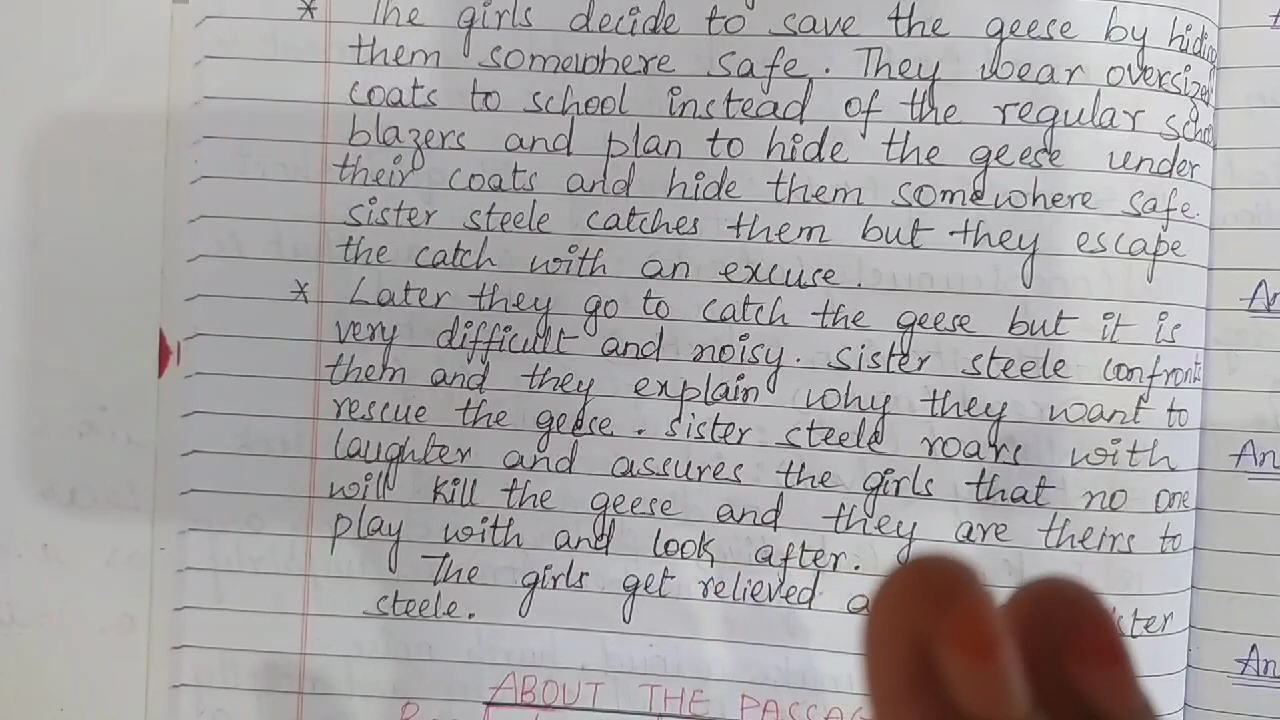 * The girls decide to save the geese by hidin
them somewhere safe. They wear oversized
coats to school instead of the regular scho
blazers and plan to hide the geese under
their coats and hide them somewhere safe.
sister steele catches them but they escape
the catch with an excuse.
* Later they go to catch the geese but it is
very difficult and noisy. Sister steele confronts
them and they explain why they want to
rescue the geese. Sister steele roars with
laughter and assures the girls that no one
will kill the geese and they are theirs to
play with and look after.
The girls get relieved
steele.
ABOUT THE PASSAG
An
An